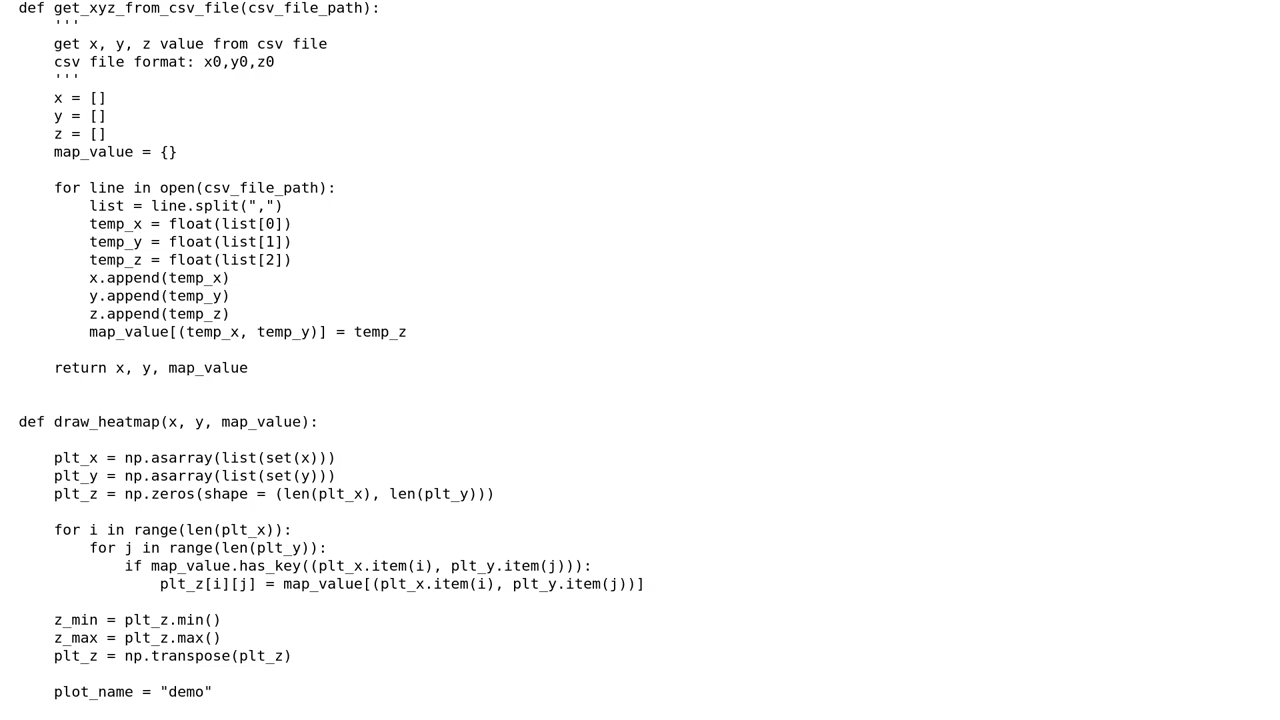 def get_xyz_from_csv_file(csv_file_path):
    '''
    get x, y, z value from csv file
    csv file format: x0,y0,z0
    '''
    x = []
    y = []
    z = []
    map_value = {}

    for line in open(csv_file_path):
        list = line.split(",")
        temp_x = float(list[0])
        temp_y = float(list[1])
        temp_z = float(list[2])
        x.append(temp_x)
        y.append(temp_y)
        z.append(temp_z)
        map_value[(temp_x, temp_y)] = temp_z

    return x, y, map_value


def draw_heatmap(x, y, map_value):

    plt_x = np.asarray(list(set(x)))
    plt_y = np.asarray(list(set(y)))
    plt_z = np.zeros(shape = (len(plt_x), len(plt_y)))

    for i in range(len(plt_x)):
        for j in range(len(plt_y)):
            if map_value.has_key((plt_x.item(i), plt_y.item(j))):
                plt_z[i][j] = map_value[(plt_x.item(i), plt_y.item(j))]

    z_min = plt_z.min()
    z_max = plt_z.max()
    plt_z = np.transpose(plt_z)

    plot_name = "demo"